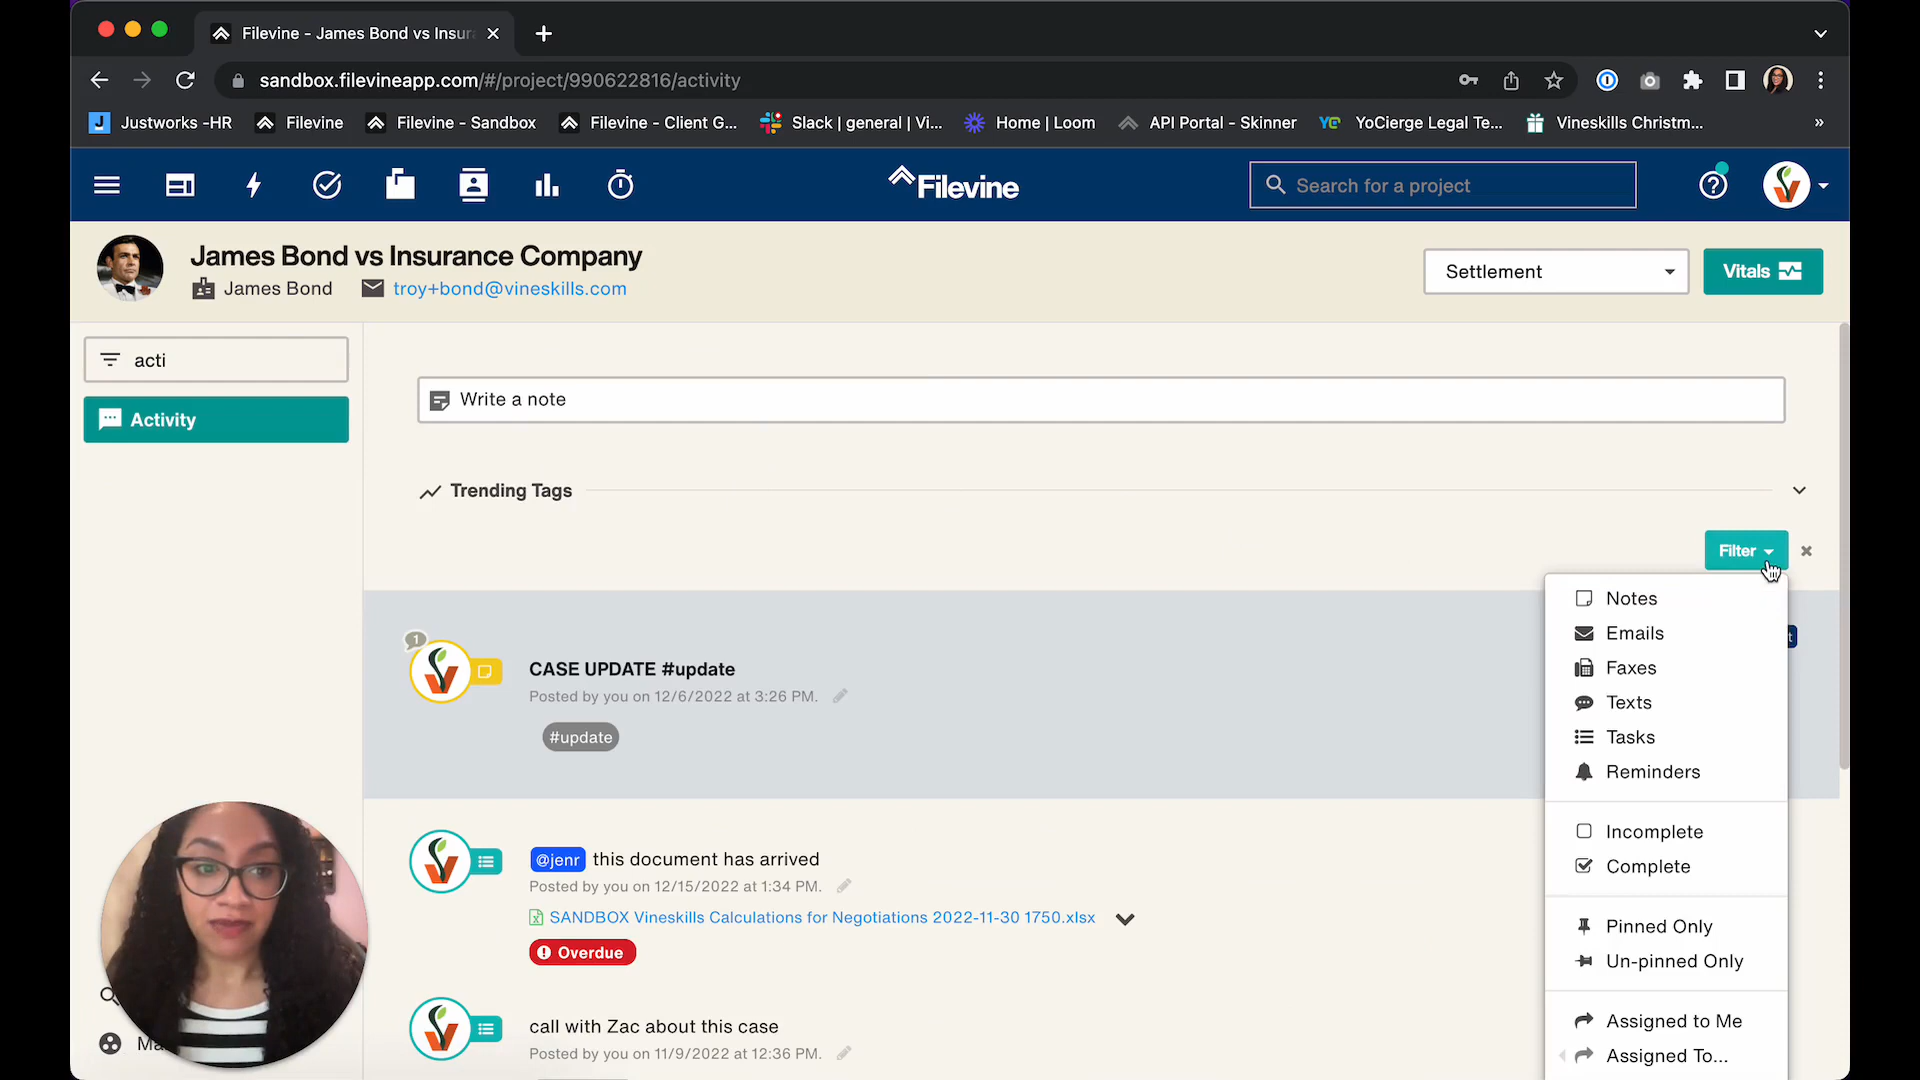 Filevine - James Bond vs Insur
sandbox.filevineapp.com/#/project/990622816/activity
Justworks -HR
Filevine
Filevine - Sandbox
Filevine - Client G...
Slack | general | Vi...
Home | Loom
API Portal - Skinner
YoCierge Legal Te...
Vineskills Christm...
»
Filevine
Search for a project
James Bond vs Insurance Company
James Bond
troy+bond@vineskills.com
Settlement
Vitals
acti
Activity
Write a note
Trending Tags
Filter
1
CASE UPDATE #update
Posted by you on 12/6/2022 at 3:26 PM.
#update
@jenr this document has arrived
Posted by you on 12/15/2022 at 1:34 PM.
SANDBOX Vineskills Calculations for Negotiations 2022-11-30 1750.xlsx
Overdue
call with Zac about this case
Posted by you on 11/9/2022 at 12:36 PM.
Notes
Emails
Faxes
Texts
Tasks
Reminders
Incomplete
Complete
Pinned Only
Un-pinned Only
Assigned to Me
Assigned To...